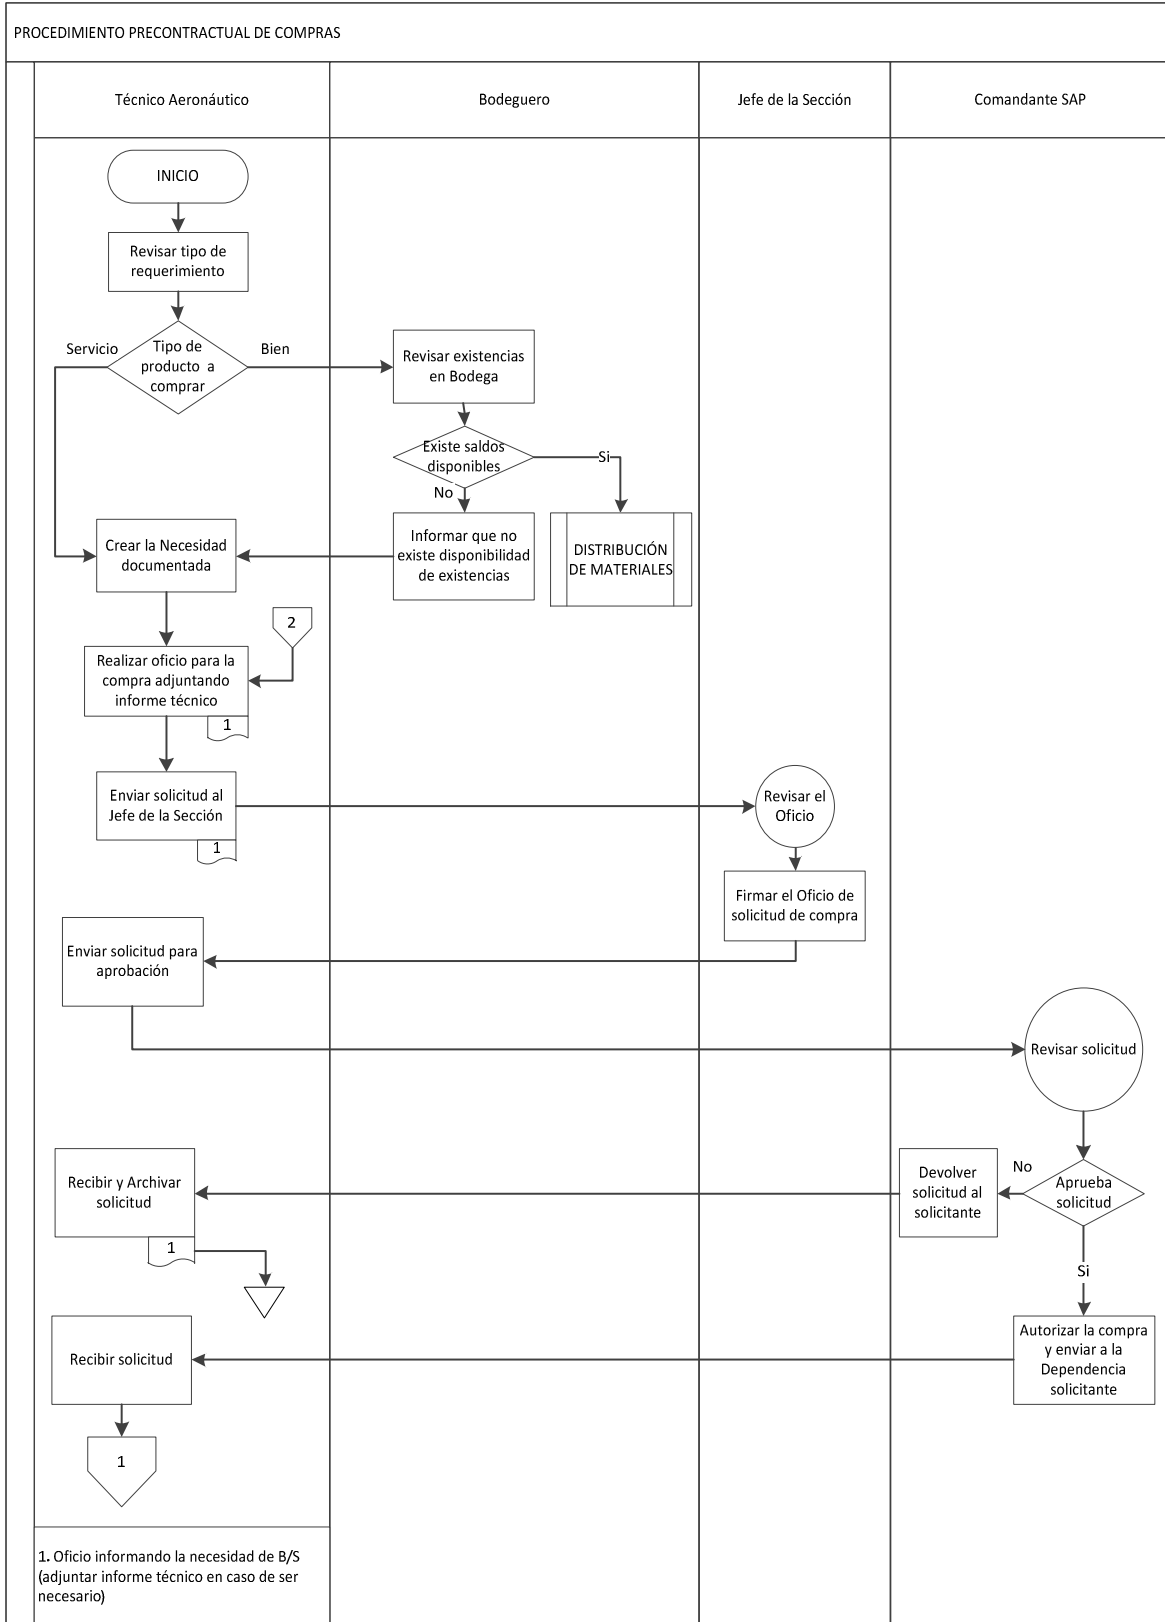 PROCEDIMIENTO PRECONTRACTUAL DE COMPRAS
Técnico Aeronáutico
Bodeguero
Jefe de la Sección
Comandante SAP
INICIO
Revisar tipo de
requerimiento
Servicio
Tipo de
producto a
comprar
Bien
Revisar existencias
en Bodega
Existe saldos
disponibles
Si
No
Crear la Necesidad
documentada
Informar que no
existe disponibilidad
de existencias
DISTRIBUCIÓN
DE MATERIALES
2
Realizar oficio para la
compra adjuntando
informe técnico
1
Enviar solicitud al
Jefe de la Sección
1
Revisar el
Oficio
Firmar el Oficio de
solicitud de compra
Enviar solicitud para
aprobación
Revisar solicitud
Recibir y Archivar
solicitud
1
Devolver
solicitud al
solicitante
No
Aprueba
solicitud
Si
Recibir solicitud
Autorizar la compra
y enviar a la
Dependencia
solicitante
1
1. Oficio informando la necesidad de B/S
(adjuntar informe técnico en caso de ser
necesario)